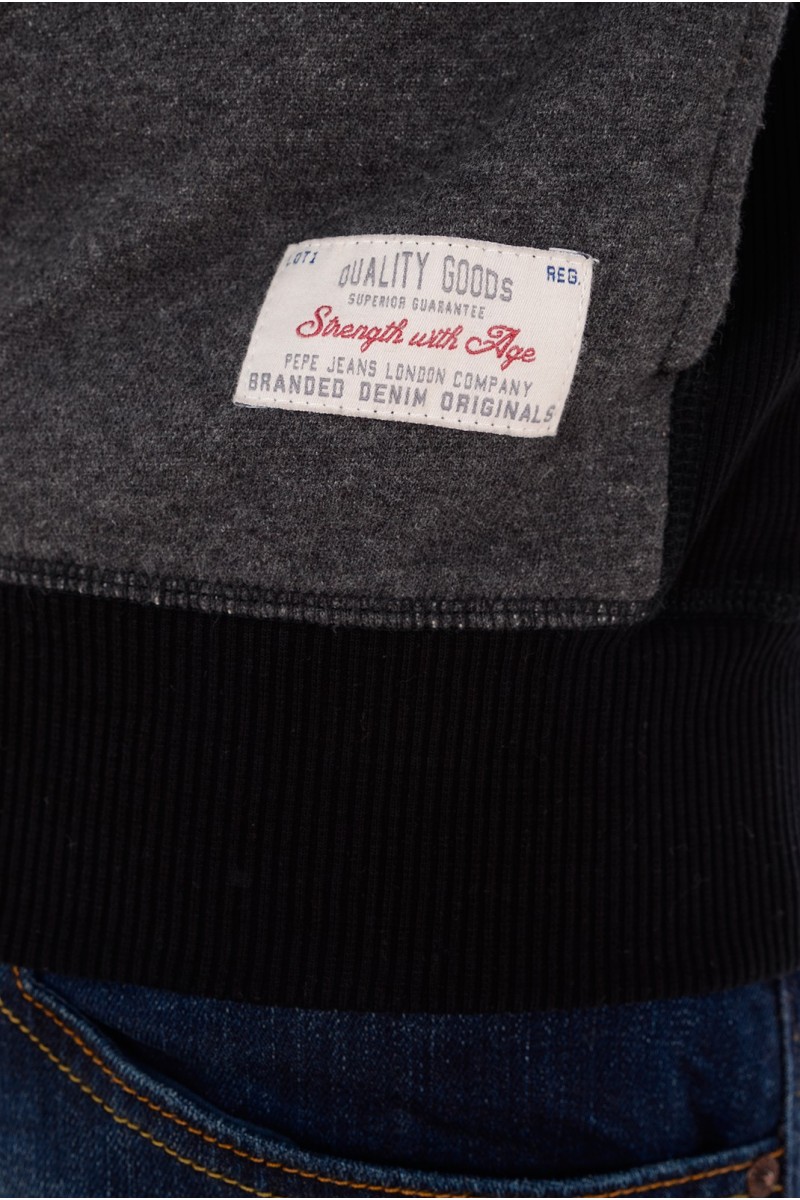 LOT1
QUALITY GOODS
REG.
SUPERIOR GUARANTEE
Strength with Age
PEPE JEANS LONDON COMPANY
BRANDED DENIM ORIGINALS